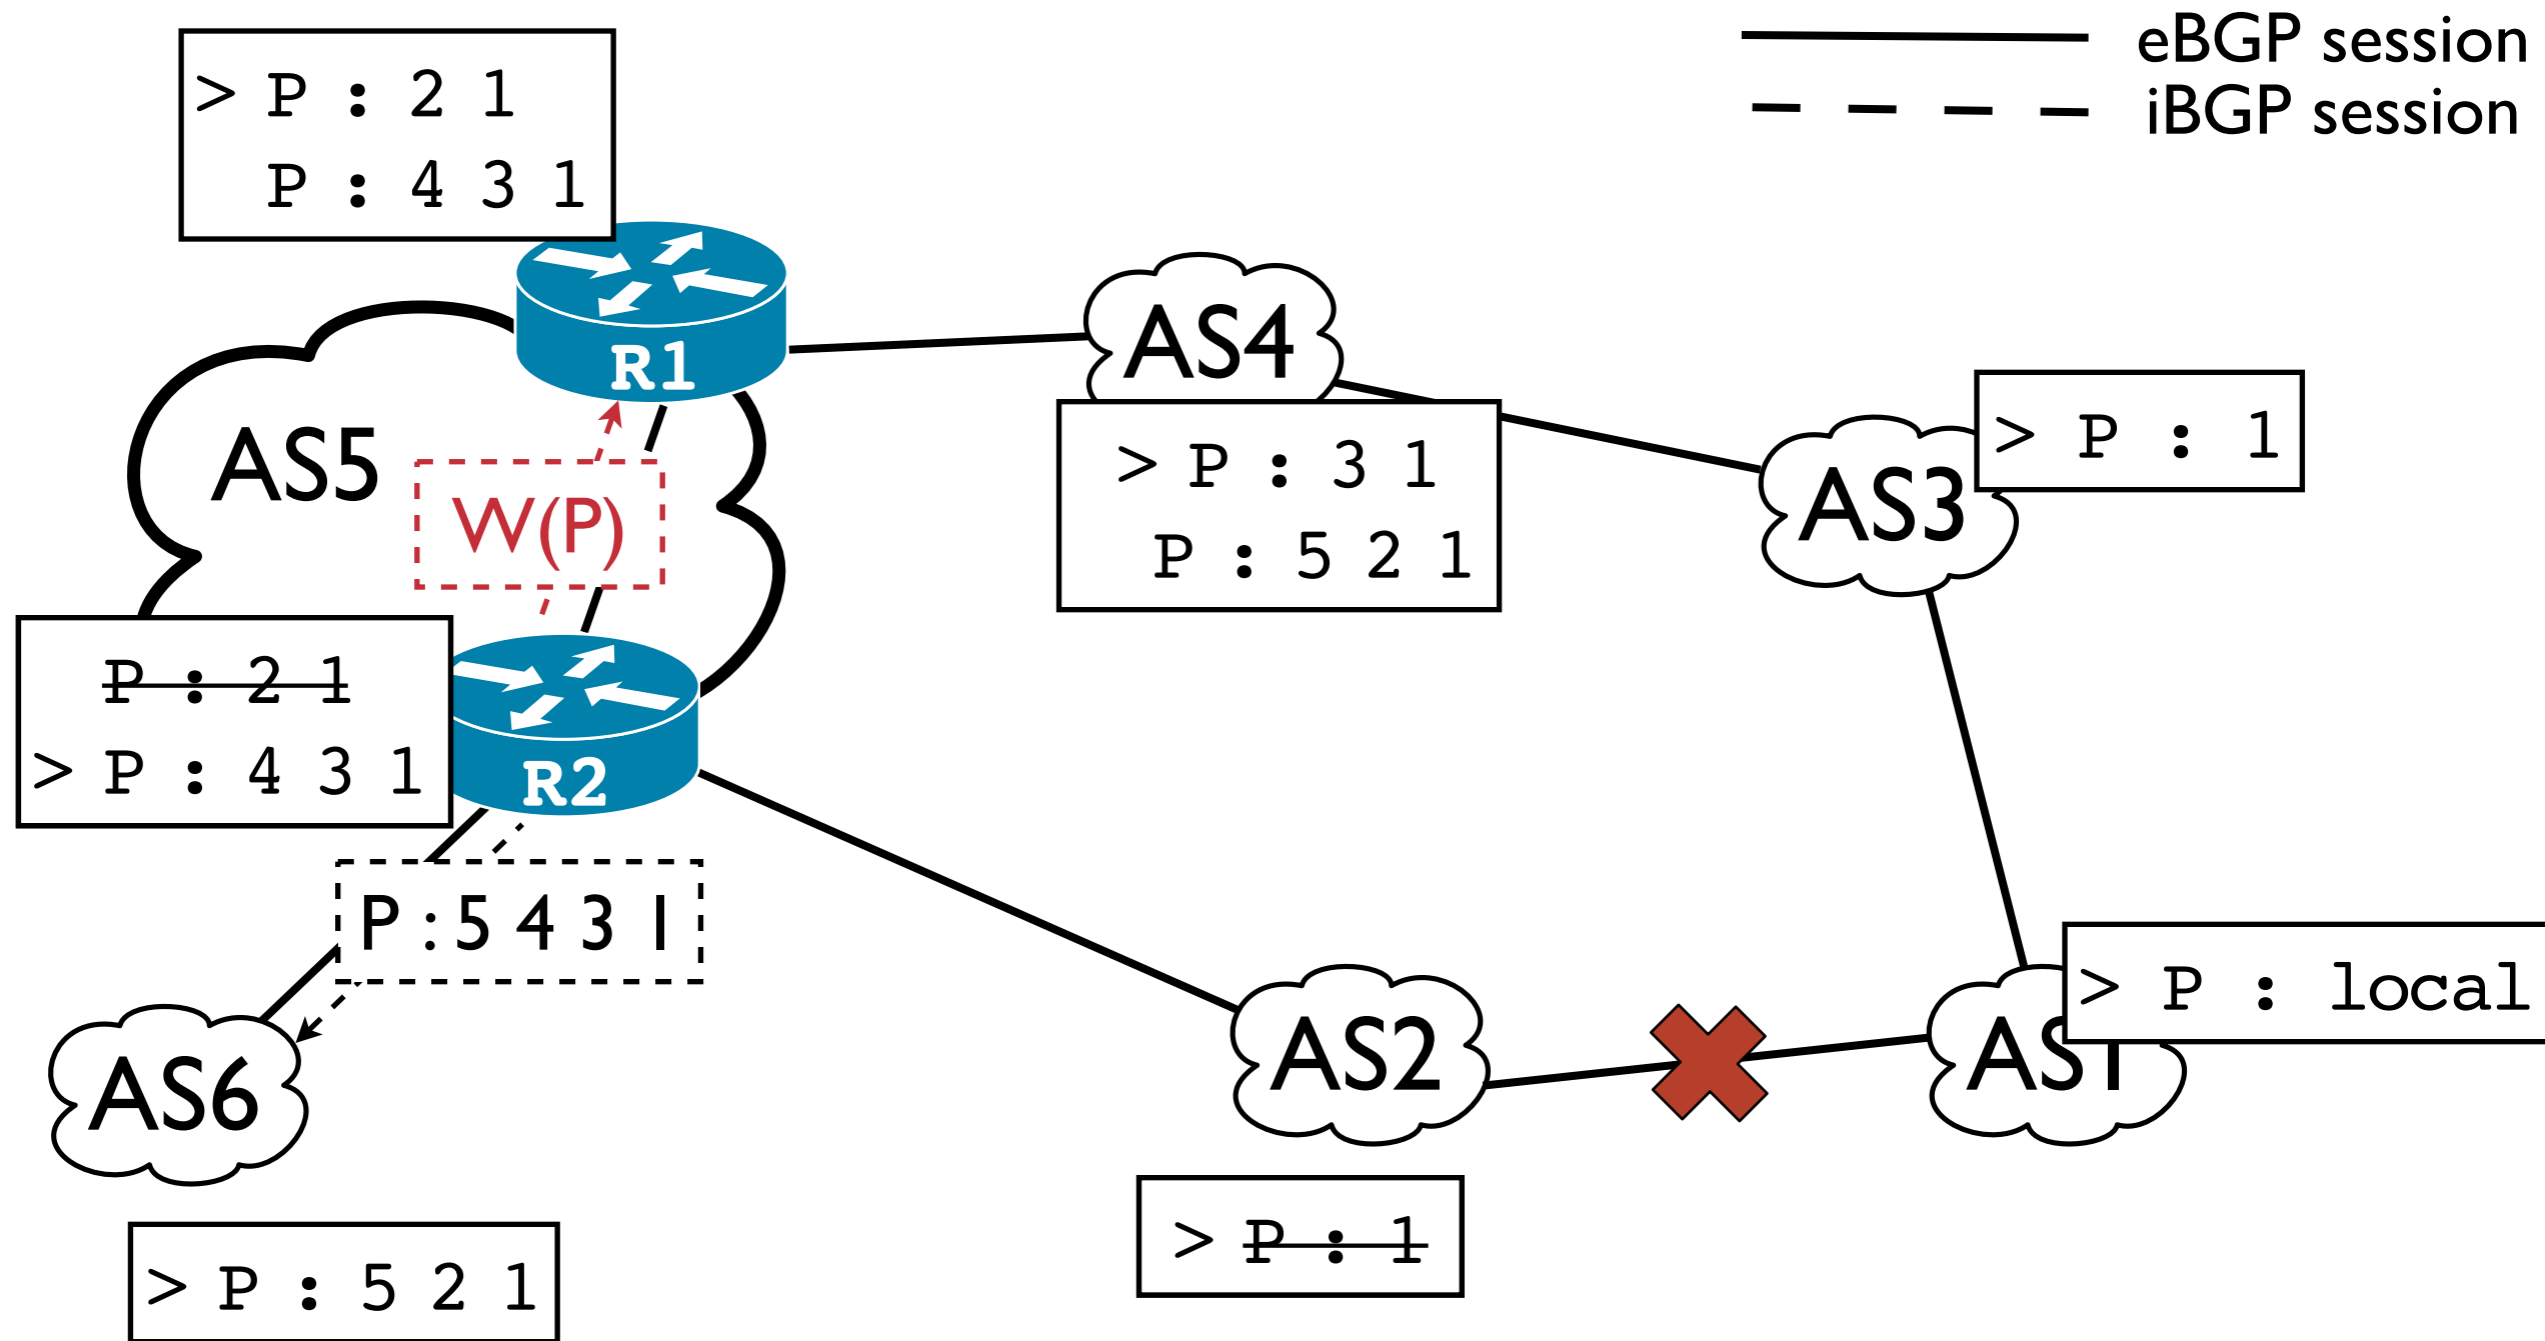 eBGP session
iBGP session
> P : 2 1
P : 4 3 1
R1
AS4
> P : 3 1
P : 5 2 1
AS3
> P : 1
AS5
W(P)
P : 2 1
> P : 4 3 1
R2
P : 5 4 3 1
AS6
> P : 5 2 1
AS2
> P : 1
AS1
> P : local